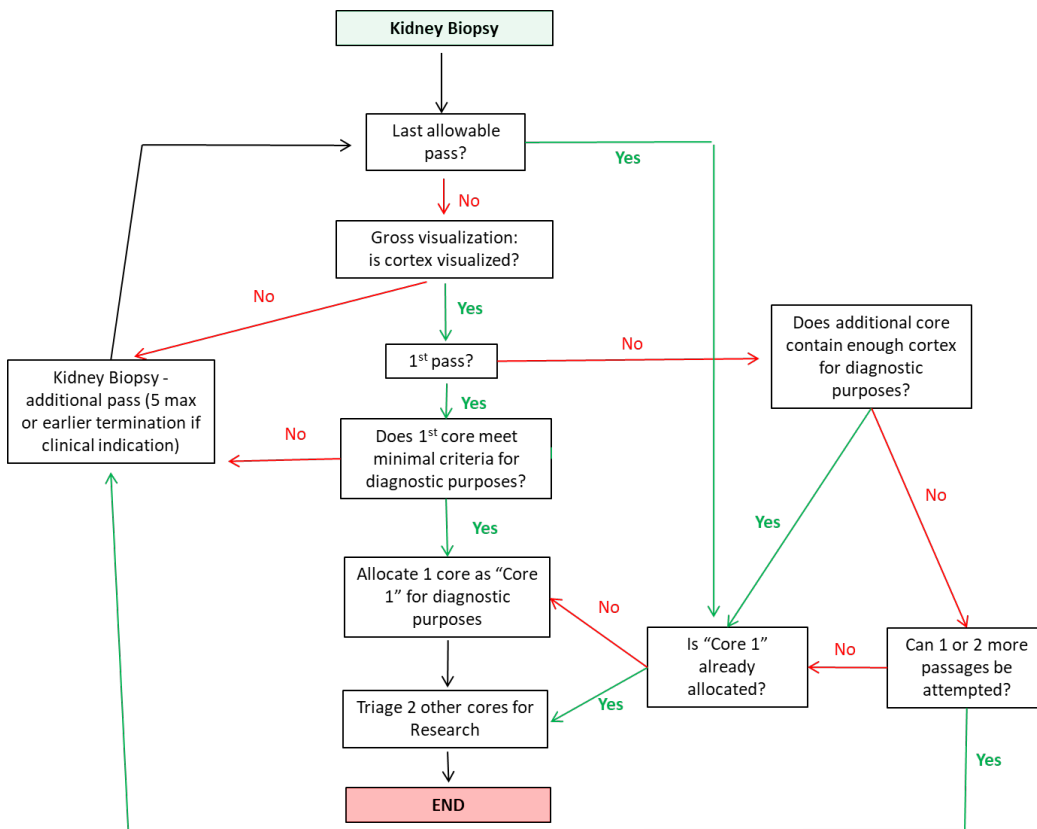 Kidney Biopsy
Last allowable
pass?
Yes
No
Gross visualization:
is cortex visualized?
No
Yes
Does additional core
contain enough cortex
for diagnostic
purposes?
No
1st pass?
Kidney Biopsy -
additional pass (5 max
or earlier termination if
clinical indication)
Yes
No
Does 1st core meet
minimal criteria for
diagnostic purposes?
No
Yes
Yes
Allocate 1 core as “Core
1” for diagnostic
purposes
No
Is “Core 1”
already
allocated?
No
Can 1 or 2 more
passages be
attempted?
Triage 2 other cores for
Research
Yes
Yes
END